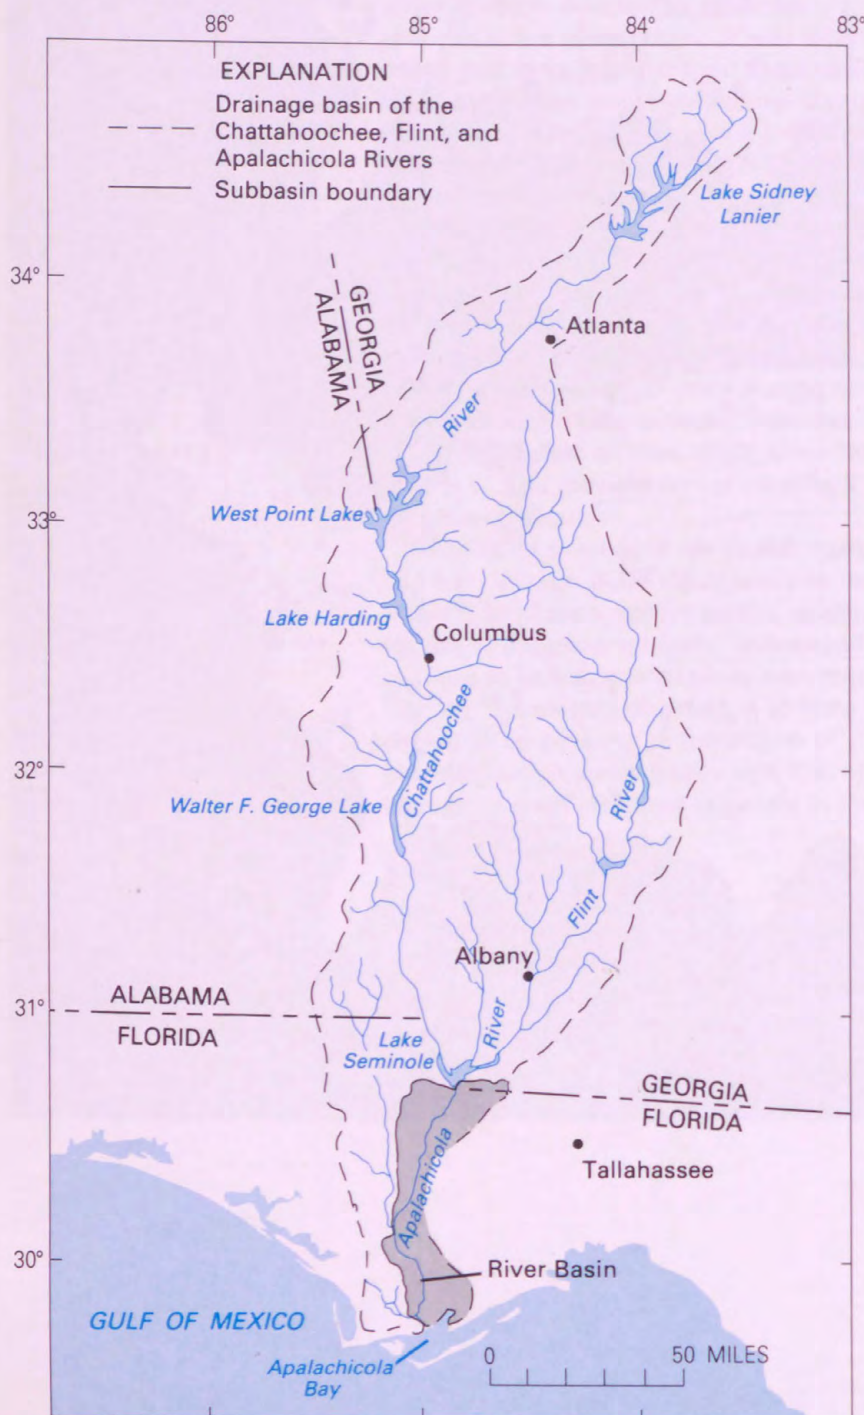 86° 85° 84° 83°
EXPLANATION
Drainage basin of the
Chattahoochee, Flint, and
Apalachicola Rivers
Subbasin boundary
Lake Sidney
Lanier
34°
GEORGIA
ALABAMA
Atlanta
River
West Point Lake
33°
Lake Harding
Columbus
Chattahoochee
32°
River
Walter F. George Lake
Flint
Albany
31°
ALABAMA
FLORIDA
River
Lake
Seminole
GEORGIA
FLORIDA
Apalachicola
Tallahassee
30°
River Basin
GULF OF MEXICO
Apalachicola
Bay
0 50 MILES